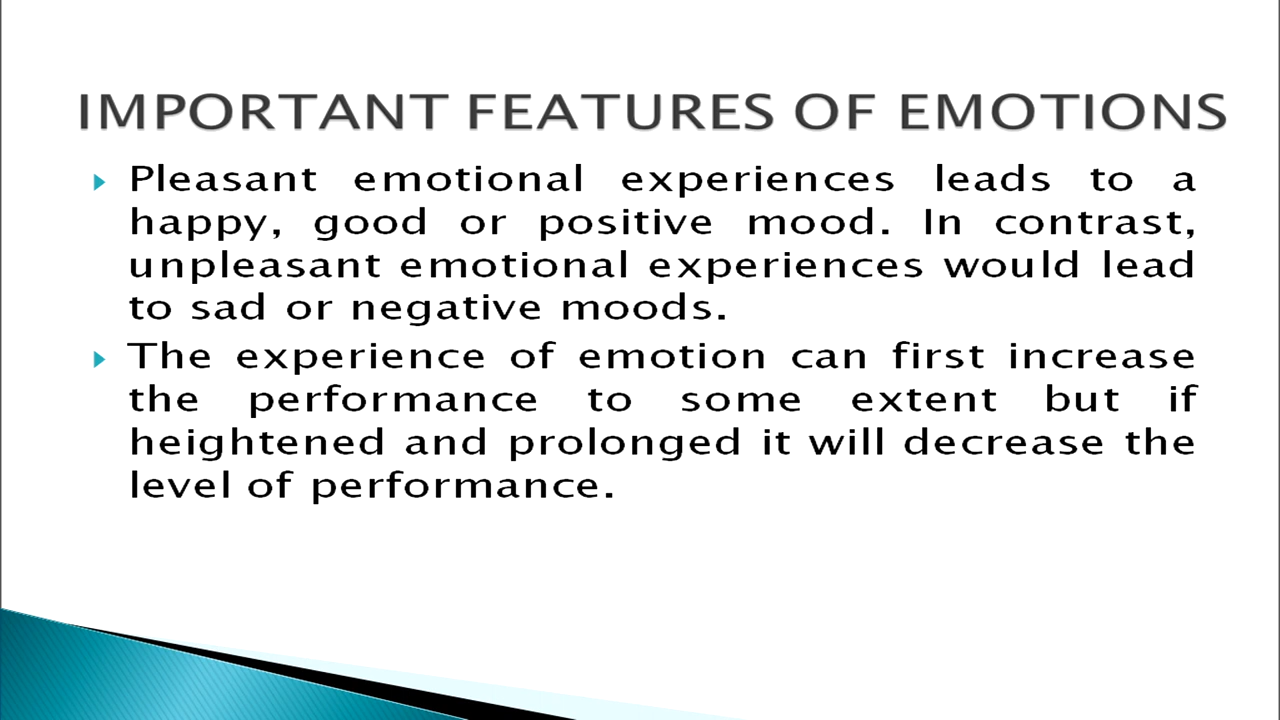 IMPORTANT FEATURES OF EMOTIONS
Pleasant emotional experiences leads to a
happy, good or positive mood. In contrast,
unpleasant emotional experiences would lead
to sad or negative moods.
The experience of emotion can first increase
the performance to some extent but if
heightened and prolonged it will decrease the
level of performance.